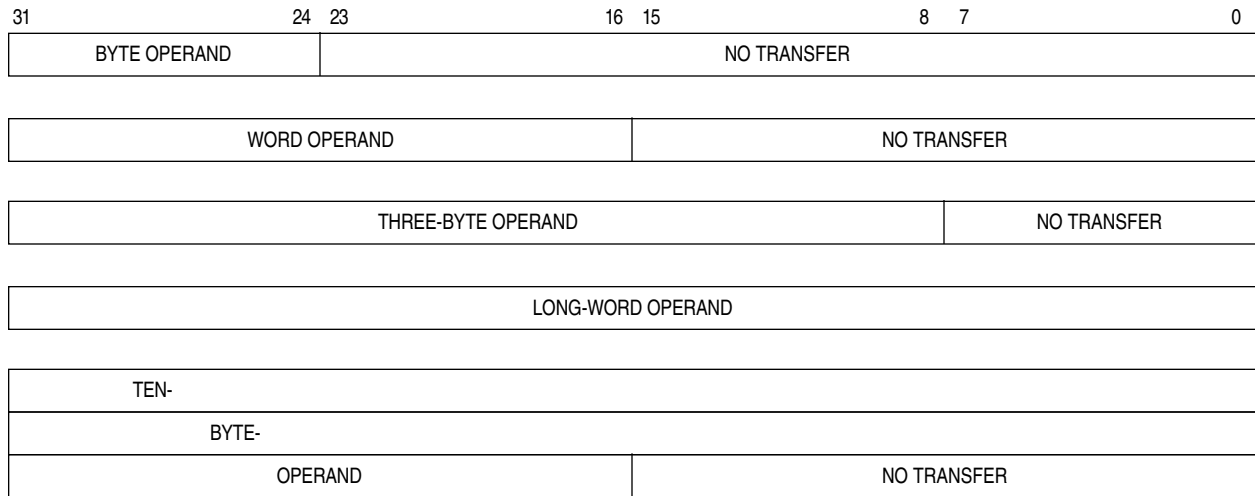 31 24 23 16 15 8 7 0
BYTE OPERAND NO TRANSFER
WORD OPERAND NO TRANSFER
THREE-BYTE OPERAND NO TRANSFER
LONG-WORD OPERAND
TEN-
BYTE-
OPERAND NO TRANSFER